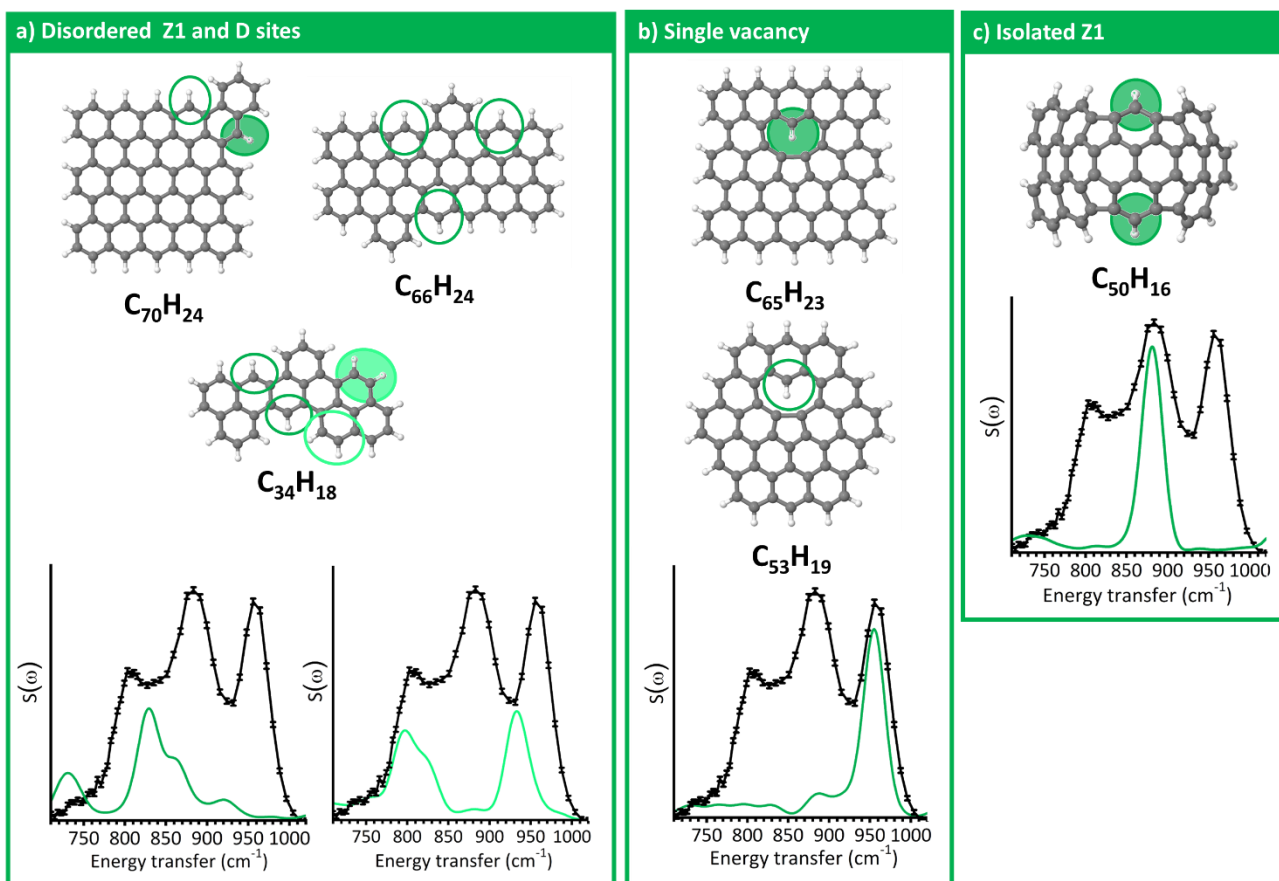 a) Disordered Z1 and D sites
C₇₀H₂₄
C₆₆H₂₄
C₃₄H₁₈
S(ω)
750 800 850 900 950 1000
Energy transfer (cm⁻¹)
S(ω)
750 800 850 900 950 1000
Energy transfer (cm⁻¹)
b) Single vacancy
C₆₅H₂₃
C₅₃H₁₉
S(ω)
750 800 850 900 950 1000
Energy transfer (cm⁻¹)
c) Isolated Z1
C₅₀H₁₆
S(ω)
750 800 850 900 950 1000
Energy transfer (cm⁻¹)